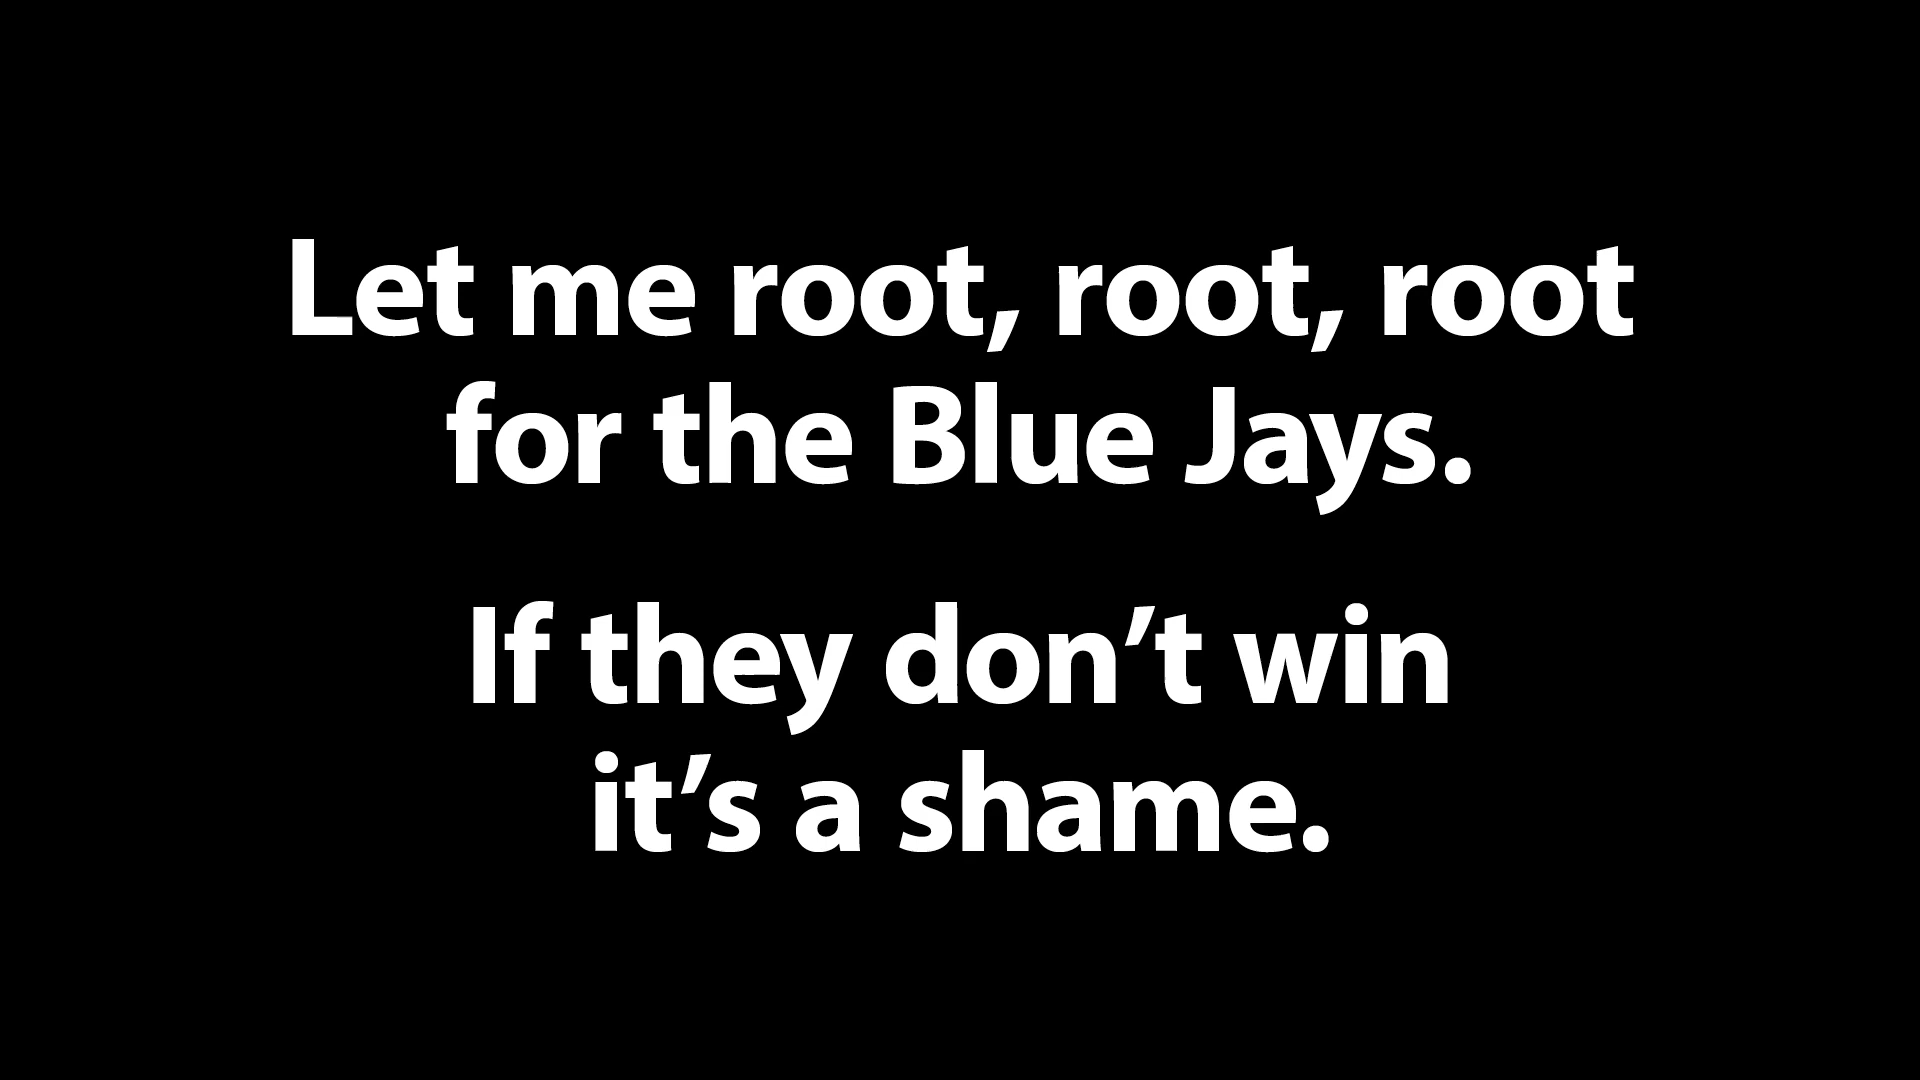 Let me root, root, root
for the Blue Jays.
If they don’t win
it’s a shame.